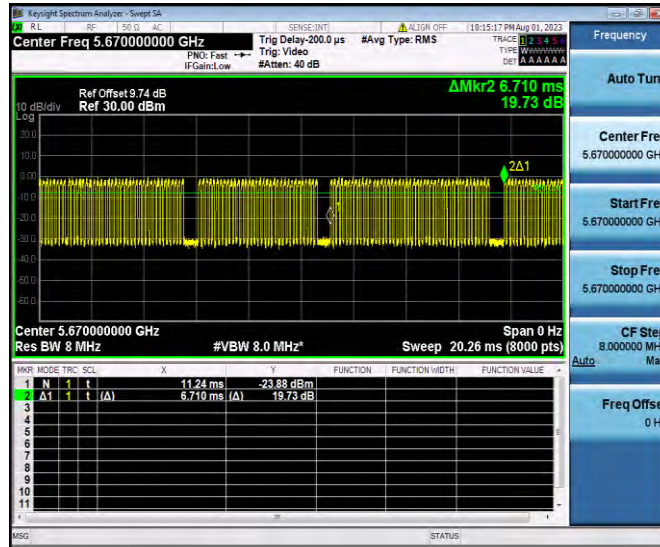 Keysight Spectrum Analyzer - Swept SA
RL RF 50 Ω AC SENSE:INT ALIGN OFF 10:15:17 PM Aug 01, 2023
Center Freq 5.670000000 GHz
PNO: Fast
IFGain:Low
Trig Delay-200.0 µs
Trig: Video
#Atten: 40 dB
#Avg Type: RMS
TRACE 1 2 3 4 5 6
TYPE
DET A A A A A A
Ref Offset 9.74 dB
Ref 30.00 dBm
ΔMkr2 6.710 ms
19.73 dB
10 dB/div
Log
20.0
10.0
0.00
-10.0
-20.0
-30.0
-40.0
-50.0
-60.0
2Δ1
1
Center 5.670000000 GHz
Span 0 Hz
Res BW 8 MHz
#VBW 8.0 MHz*
Sweep 20.26 ms (8000 pts)
MKR MODE TRC SCL X Y FUNCTION FUNCTION WIDTH FUNCTION VALUE
1 N 1 t 11.24 ms -23.88 dBm
2 Δ1 1 t (Δ) 6.710 ms (Δ) 19.73 dB
3
4
5
6
7
8
9
10
11
MSG STATUS
Frequency
Auto Tun
Center Fre
5.670000000 GH
Start Fre
5.670000000 GH
Stop Fre
5.670000000 GH
CF Ste
8.000000 MH
Auto Ma
Freq Offse
0 H